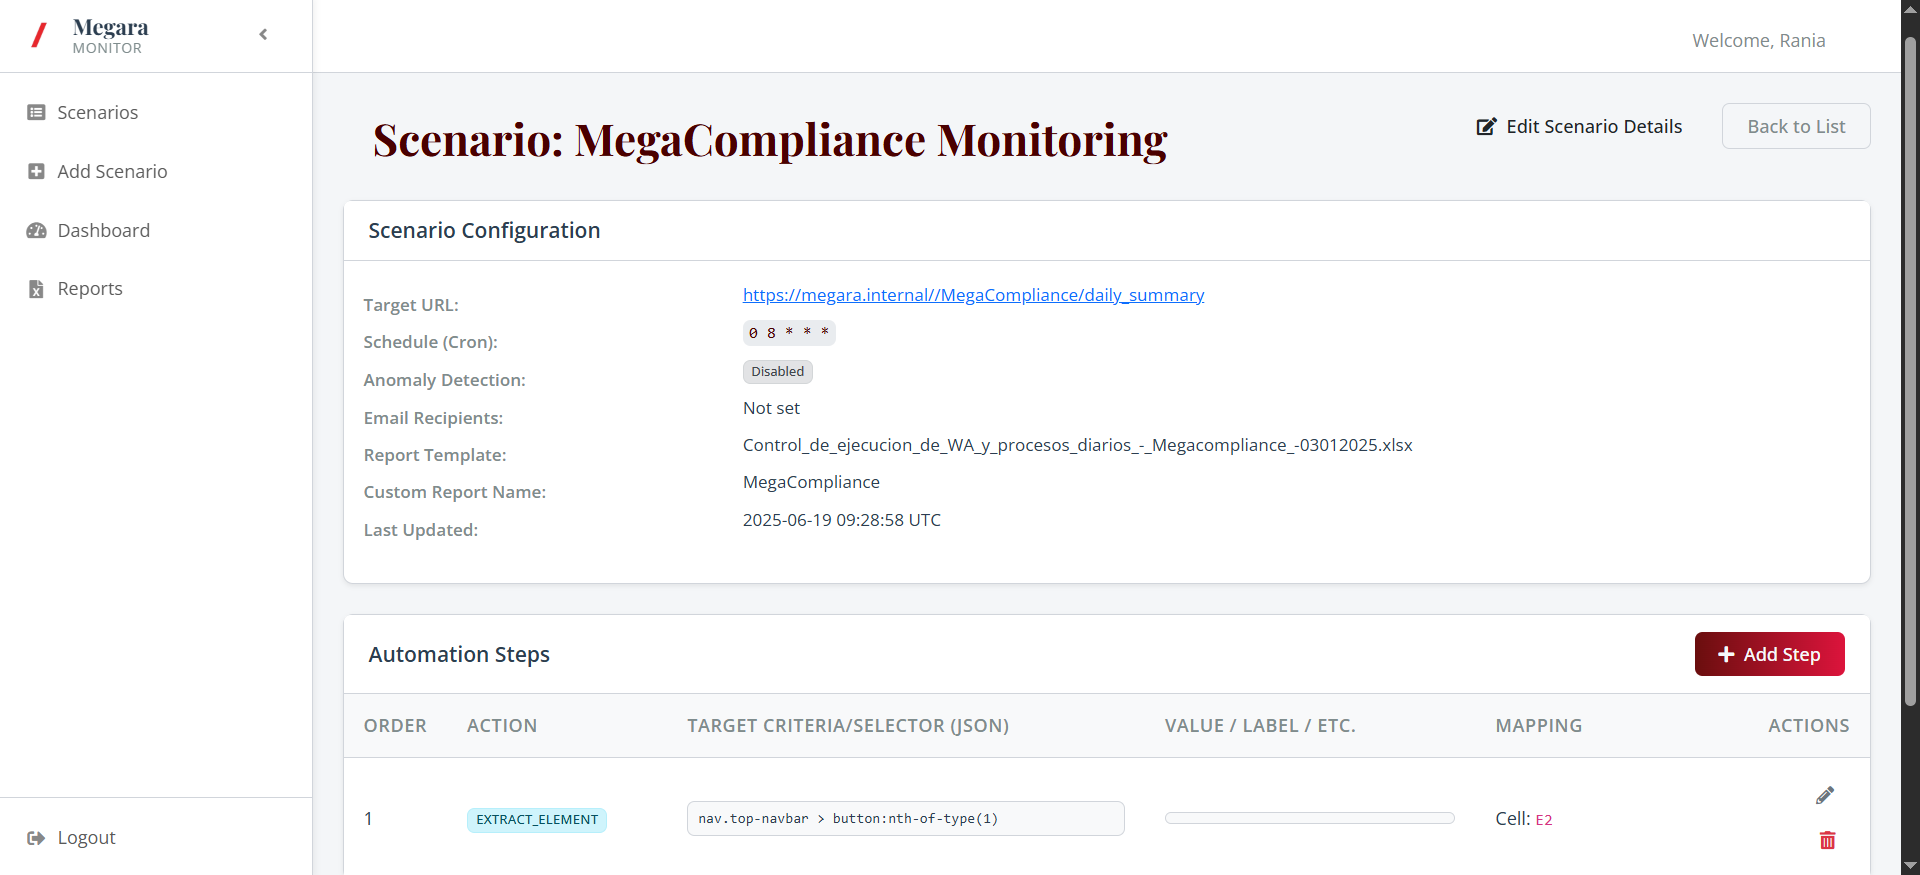 Megara
MONITOR
Welcome, Rania
Scenarios
Add Scenario
Dashboard
Reports
Logout
Scenario: MegaCompliance Monitoring
Edit Scenario Details
Back to List
Scenario Configuration
Target URL: https://megara.internal//MegaCompliance/daily_summary
Schedule (Cron): 0 8 * * *
Anomaly Detection: Disabled
Email Recipients: Not set
Report Template: Control_de_ejecucion_de_WA_y_procesos_diarios_-_Megacompliance_-03012025.xlsx
Custom Report Name: MegaCompliance
Last Updated: 2025-06-19 09:28:58 UTC
Automation Steps
Add Step
ORDER ACTION TARGET CRITERIA/SELECTOR (JSON) VALUE / LABEL / ETC. MAPPING ACTIONS
1 EXTRACT_ELEMENT nav.top-navbar > button:nth-of-type(1) Cell: E2